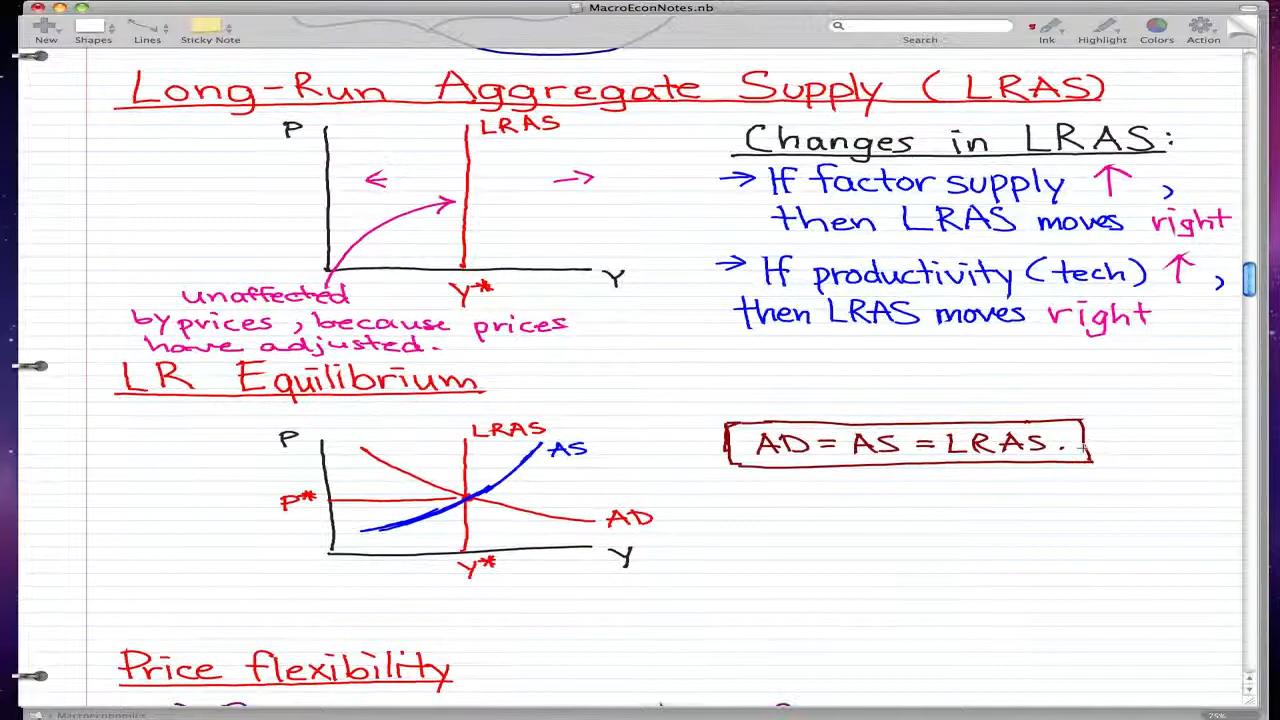 MacroEconNotes.nb
New Shapes Lines Sticky Note Search Ink Highlight Colors Action
Long-Run Aggregate Supply (LRAS)
P LRAS
Y
Y*
unaffected
by prices, because prices
have adjusted.
Changes in LRAS:
→ If factor supply ↑,
then LRAS moves right
→ If productivity (tech) ↑,
then LRAS moves right
LR Equilibrium
P LRAS
AS
P*
AD
Y
Y*
AD = AS = LRAS.
Price flexibility
Macroeconomics
75%